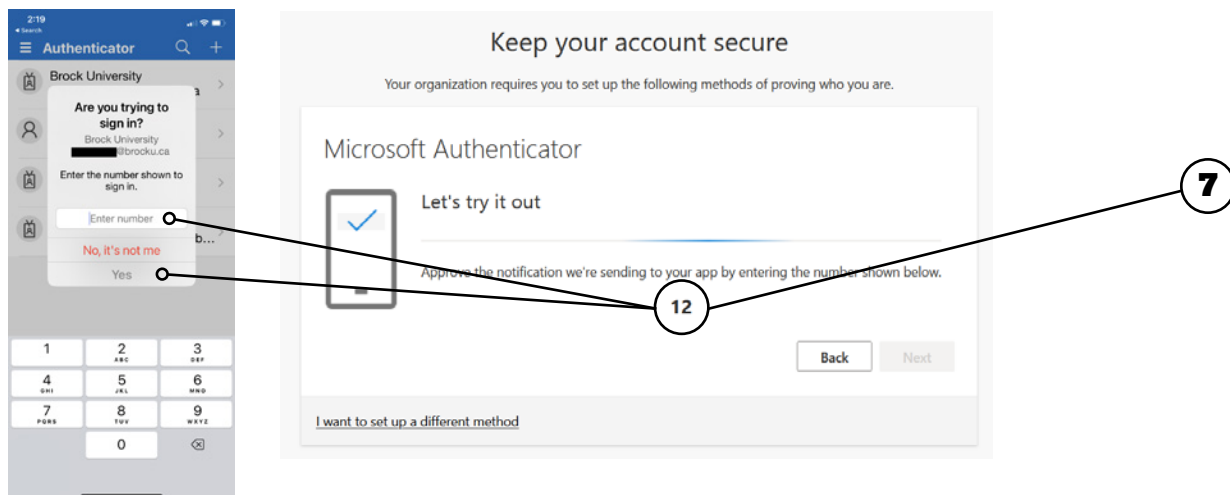 2:19
Search
Authenticator
Brock University
a
Are you trying to
sign in?
Brock University
@brocku.ca
Enter the number shown to
sign in.
Enter number
b...
No, it's not me
Yes
1
2
ABC
3
DEF
4
GHI
5
JKL
6
MNO
7
PQRS
8
TUV
9
WXYZ
0
Keep your account secure
Your organization requires you to set up the following methods of proving who you are.
Microsoft Authenticator
Let's try it out
Approve the notification we're sending to your app by entering the number shown below.
12
Back
Next
I want to set up a different method
7